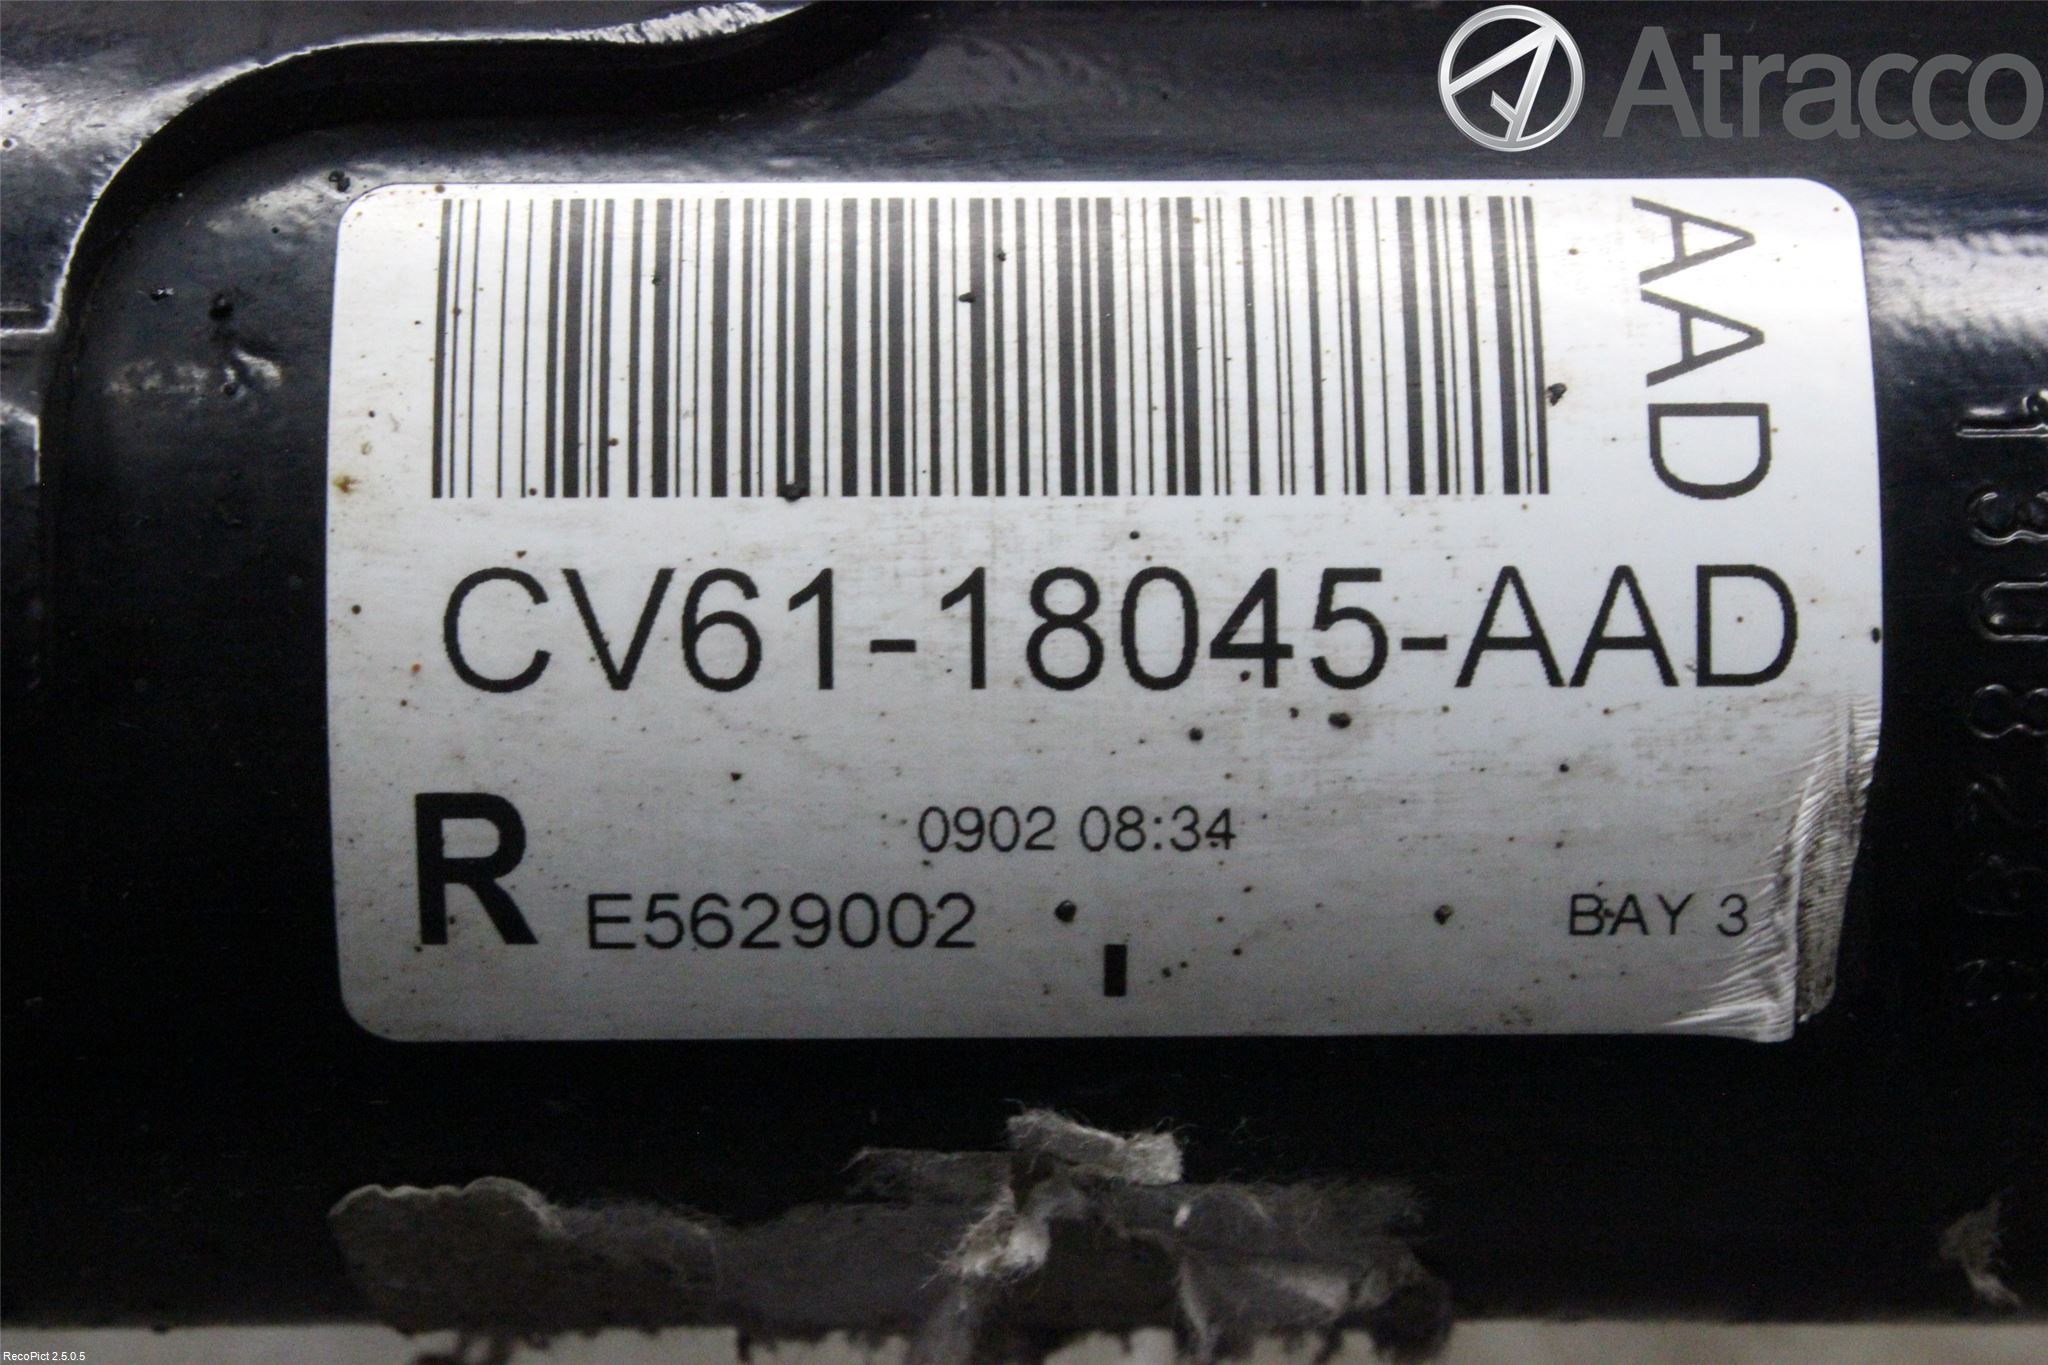 Atracco
AAD
CV61-18045-AAD
R
0902 08:34
E5629002
BAY 3
RecoPict 2.5.0.5